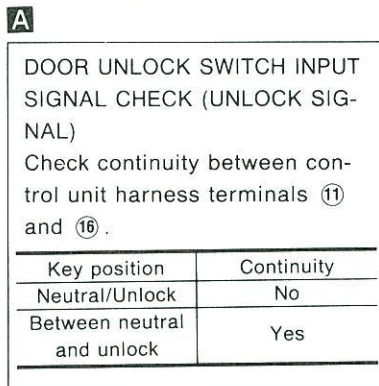 A
DOOR UNLOCK SWITCH INPUT
SIGNAL CHECK (UNLOCK SIG-
NAL)
Check continuity between con-
trol unit harness terminals ⑪
and ⑯ .
Key position Continuity
Neutral/Unlock No
Between neutral
and unlock Yes